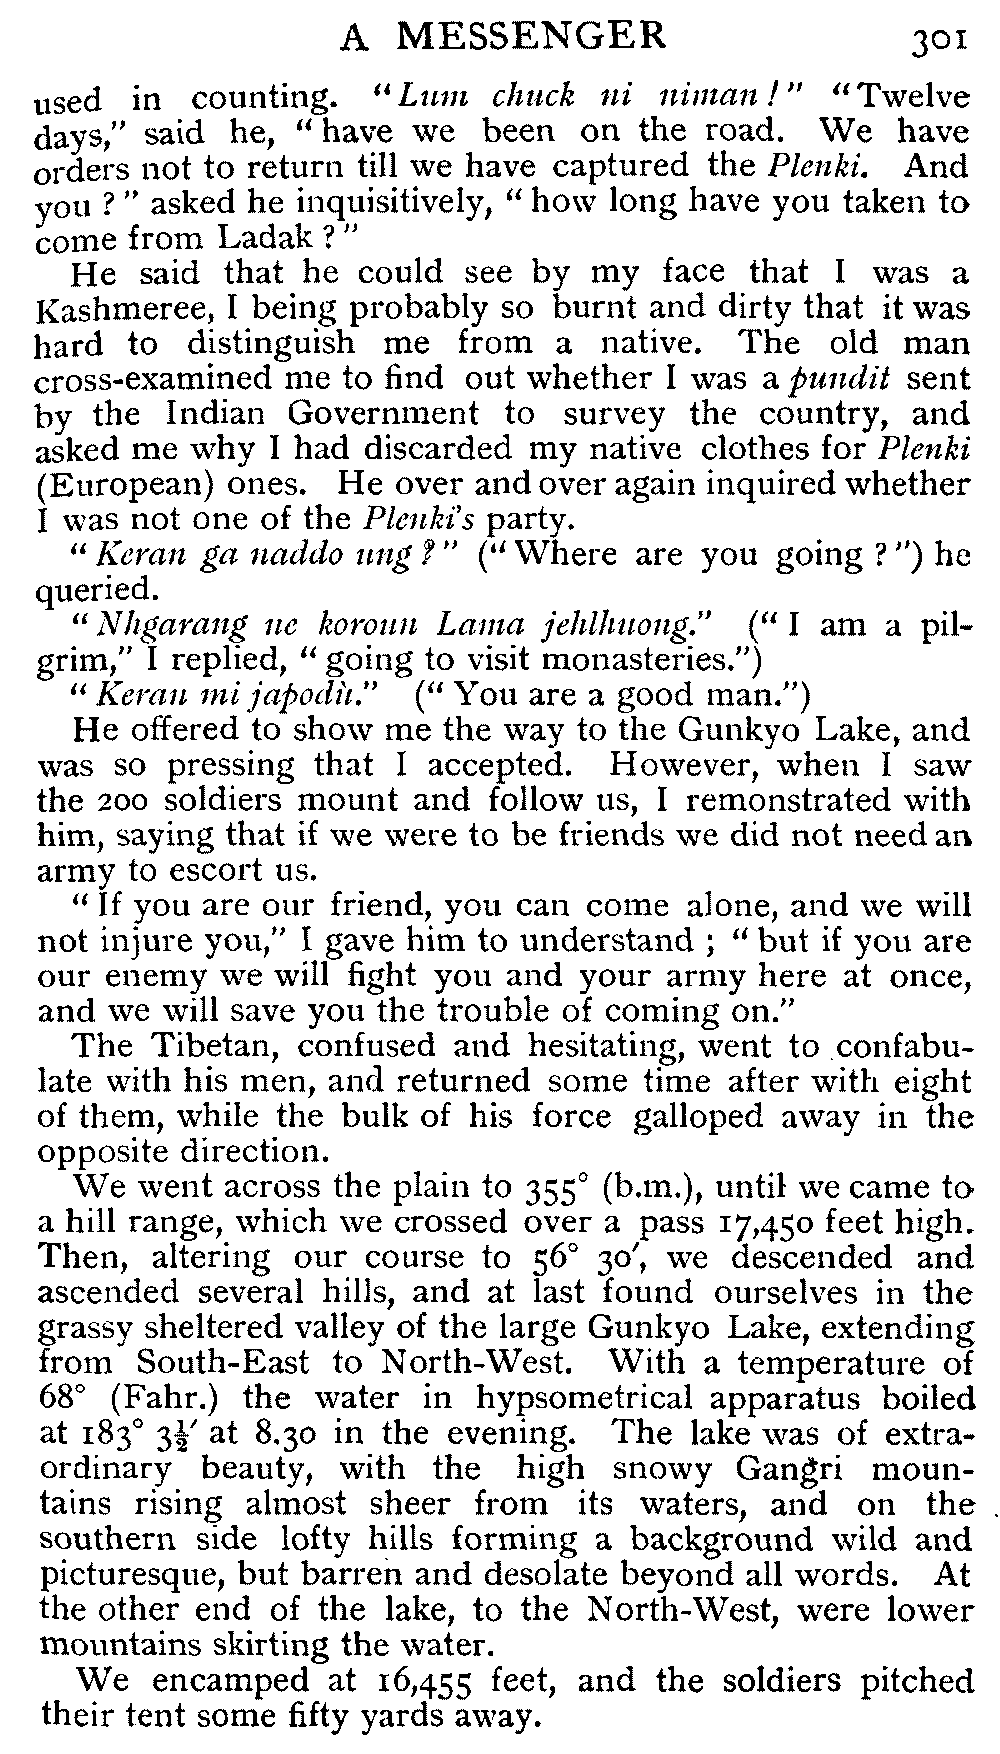 A MESSENGER 301
used in counting. "Lum chuck ni niman!" "Twelve
days," said he, "have we been on the road. We have
orders not to return till we have captured the Plenki. And
you?" asked he inquisitively, "how long have you taken to
come from Ladak?"
He said that he could see by my face that I was a
Kashmeree, I being probably so burnt and dirty that it was
hard to distinguish me from a native. The old man
cross-examined me to find out whether I was a pundit sent
by the Indian Government to survey the country, and
asked me why I had discarded my native clothes for Plenki
(European) ones. He over and over again inquired whether
I was not one of the Plenki's party.
"Keran ga naddo ung?" ("Where are you going?") he
queried.
"Nhgarang ne koroun Lama jehlhuong." ("I am a pil-
grim," I replied, "going to visit monasteries.")
"Keran mi japodù." ("You are a good man.")
He offered to show me the way to the Gunkyo Lake, and
was so pressing that I accepted. However, when I saw
the 200 soldiers mount and follow us, I remonstrated with
him, saying that if we were to be friends we did not need an
army to escort us.
"If you are our friend, you can come alone, and we will
not injure you," I gave him to understand; "but if you are
our enemy we will fight you and your army here at once,
and we will save you the trouble of coming on."
The Tibetan, confused and hesitating, went to confabu-
late with his men, and returned some time after with eight
of them, while the bulk of his force galloped away in the
opposite direction.
We went across the plain to 355° (b.m.), until we came to
a hill range, which we crossed over a pass 17,450 feet high.
Then, altering our course to 56° 30′, we descended and
ascended several hills, and at last found ourselves in the
grassy sheltered valley of the large Gunkyo Lake, extending
from South-East to North-West. With a temperature of
68° (Fahr.) the water in hypsometrical apparatus boiled
at 183° 3½′ at 8.30 in the evening. The lake was of extra-
ordinary beauty, with the high snowy Gangri moun-
tains rising almost sheer from its waters, and on the
southern side lofty hills forming a background wild and
picturesque, but barren and desolate beyond all words. At
the other end of the lake, to the North-West, were lower
mountains skirting the water.
We encamped at 16,455 feet, and the soldiers pitched
their tent some fifty yards away.